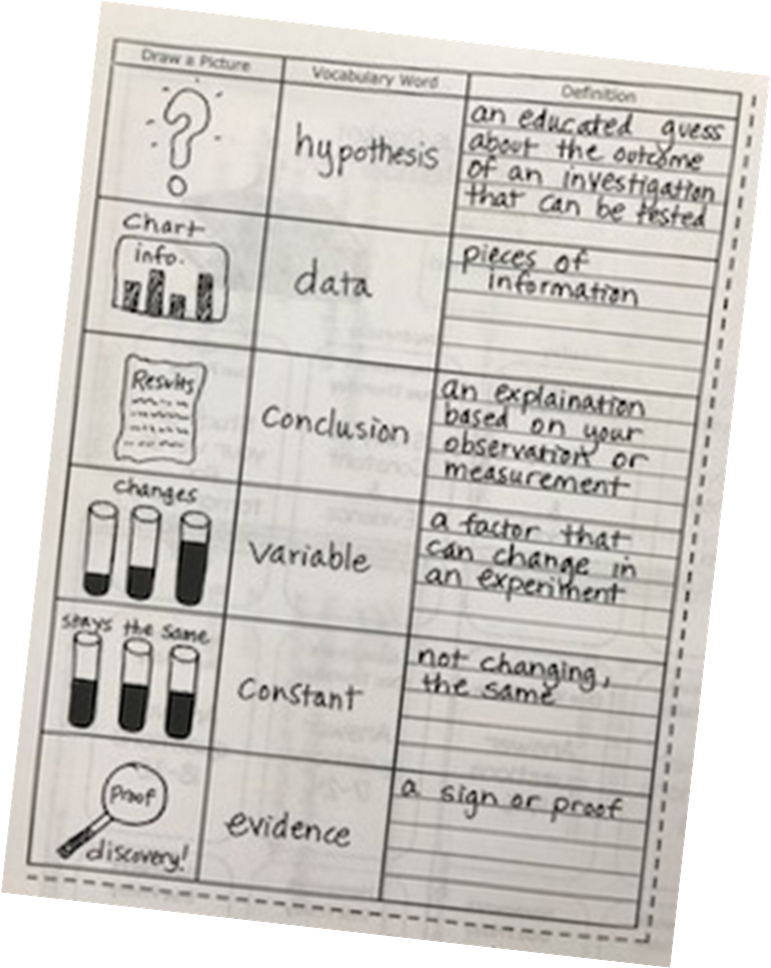 Draw a Picture
Vocabulary Word
Definition
hypothesis
an educated guess
about the outcome
of an investigation
that can be tested
Chart
info.
data
pieces of
information
Results
Conclusion
an explaination
based on your
observation or
measurement
changes
Variable
a factor that
can change in
an experiment
stays the same
Constant
not changing,
the same
Proof
discovery!
evidence
a sign or proof